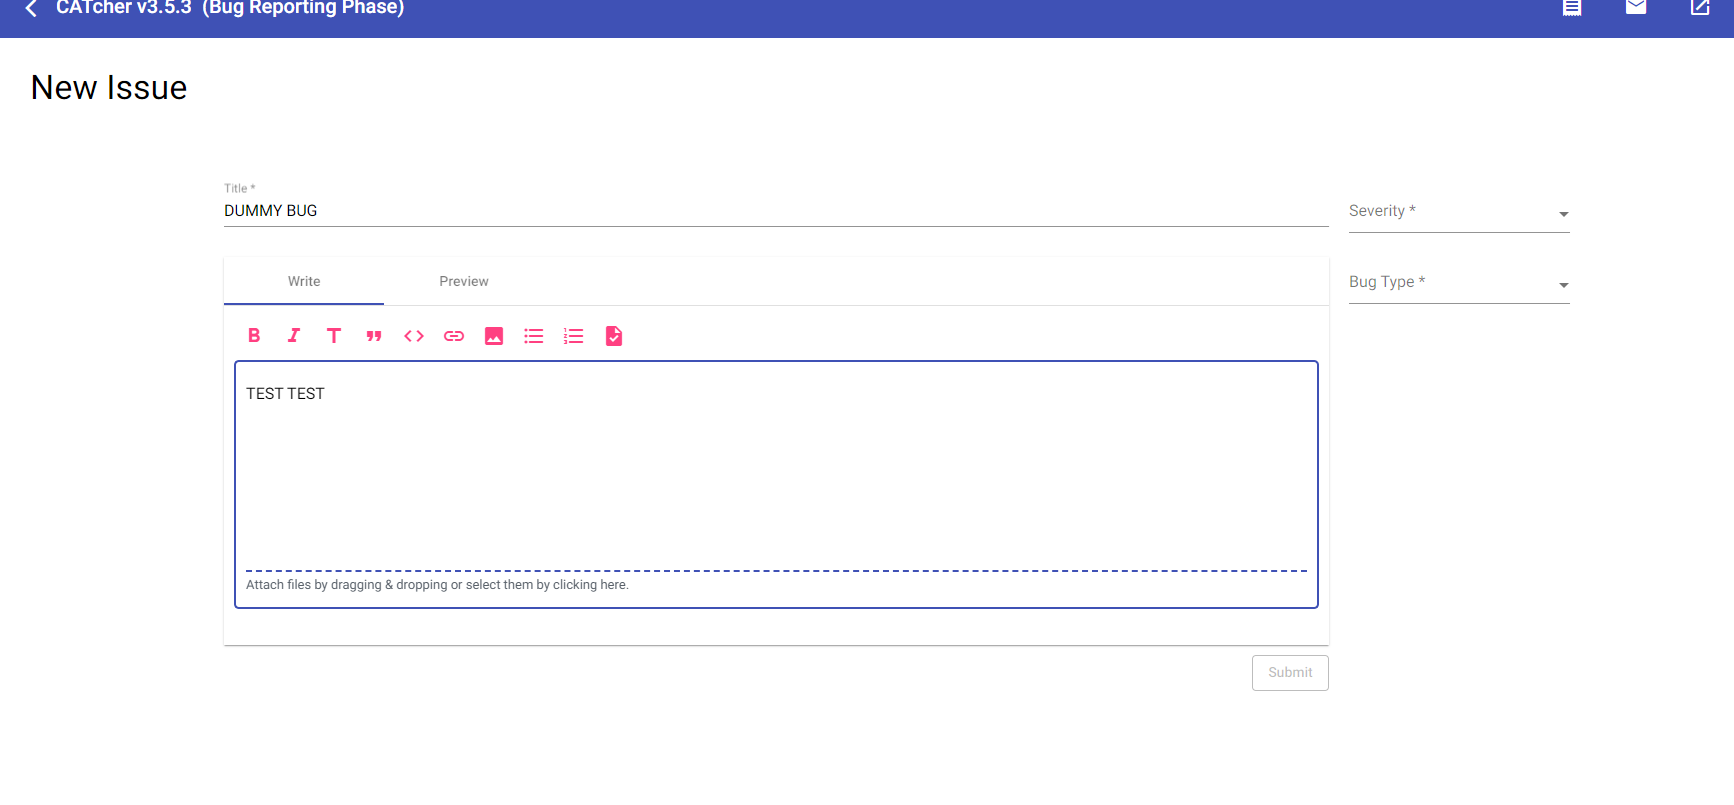 CATcher v3.5.3 (Bug Reporting Phase)
New Issue
Title *
DUMMY BUG
Severity *
Write Preview
Bug Type *
TEST TEST
Attach files by dragging & dropping or select them by clicking here.
Submit